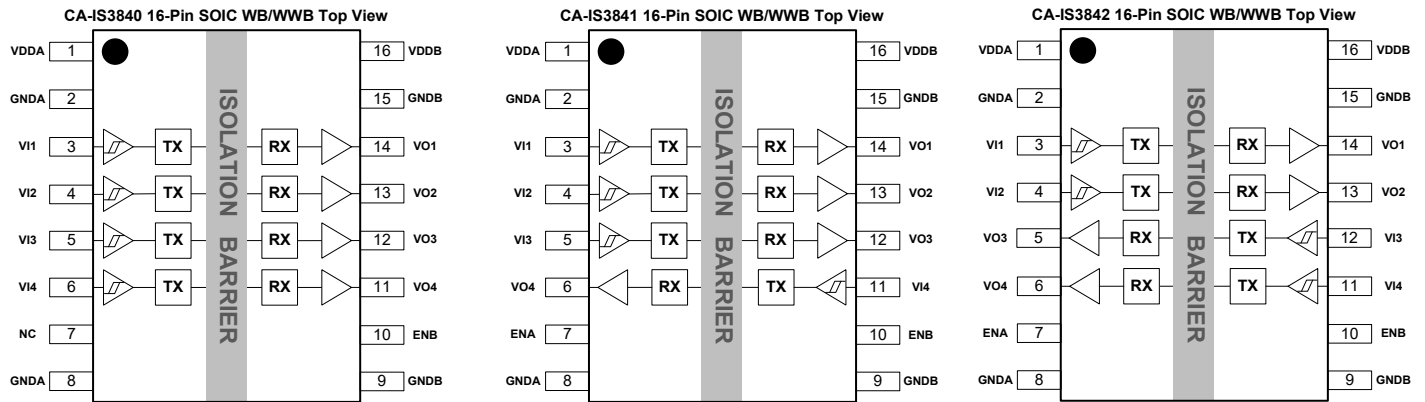 CA-IS3840 16-Pin SOIC WB/WWB Top View
VDDA 1 16 VDDB
GNDA 2 15 GNDB
VI1 3 TX RX 14 VO1
VI2 4 TX RX 13 VO2
VI3 5 TX RX 12 VO3
VI4 6 TX RX 11 VO4
NC 7 10 ENB
GNDA 8 9 GNDB
ISOLATION BARRIER
CA-IS3841 16-Pin SOIC WB/WWB Top View
VDDA 1 16 VDDB
GNDA 2 15 GNDB
VI1 3 TX RX 14 VO1
VI2 4 TX RX 13 VO2
VI3 5 TX RX 12 VO3
VO4 6 RX TX 11 VI4
ENA 7 10 ENB
GNDA 8 9 GNDB
ISOLATION BARRIER
CA-IS3842 16-Pin SOIC WB/WWB Top View
VDDA 1 16 VDDB
GNDA 2 15 GNDB
VI1 3 TX RX 14 VO1
VI2 4 TX RX 13 VO2
VO3 5 RX TX 12 VI3
VO4 6 RX TX 11 VI4
ENA 7 10 ENB
GNDA 8 9 GNDB
ISOLATION BARRIER